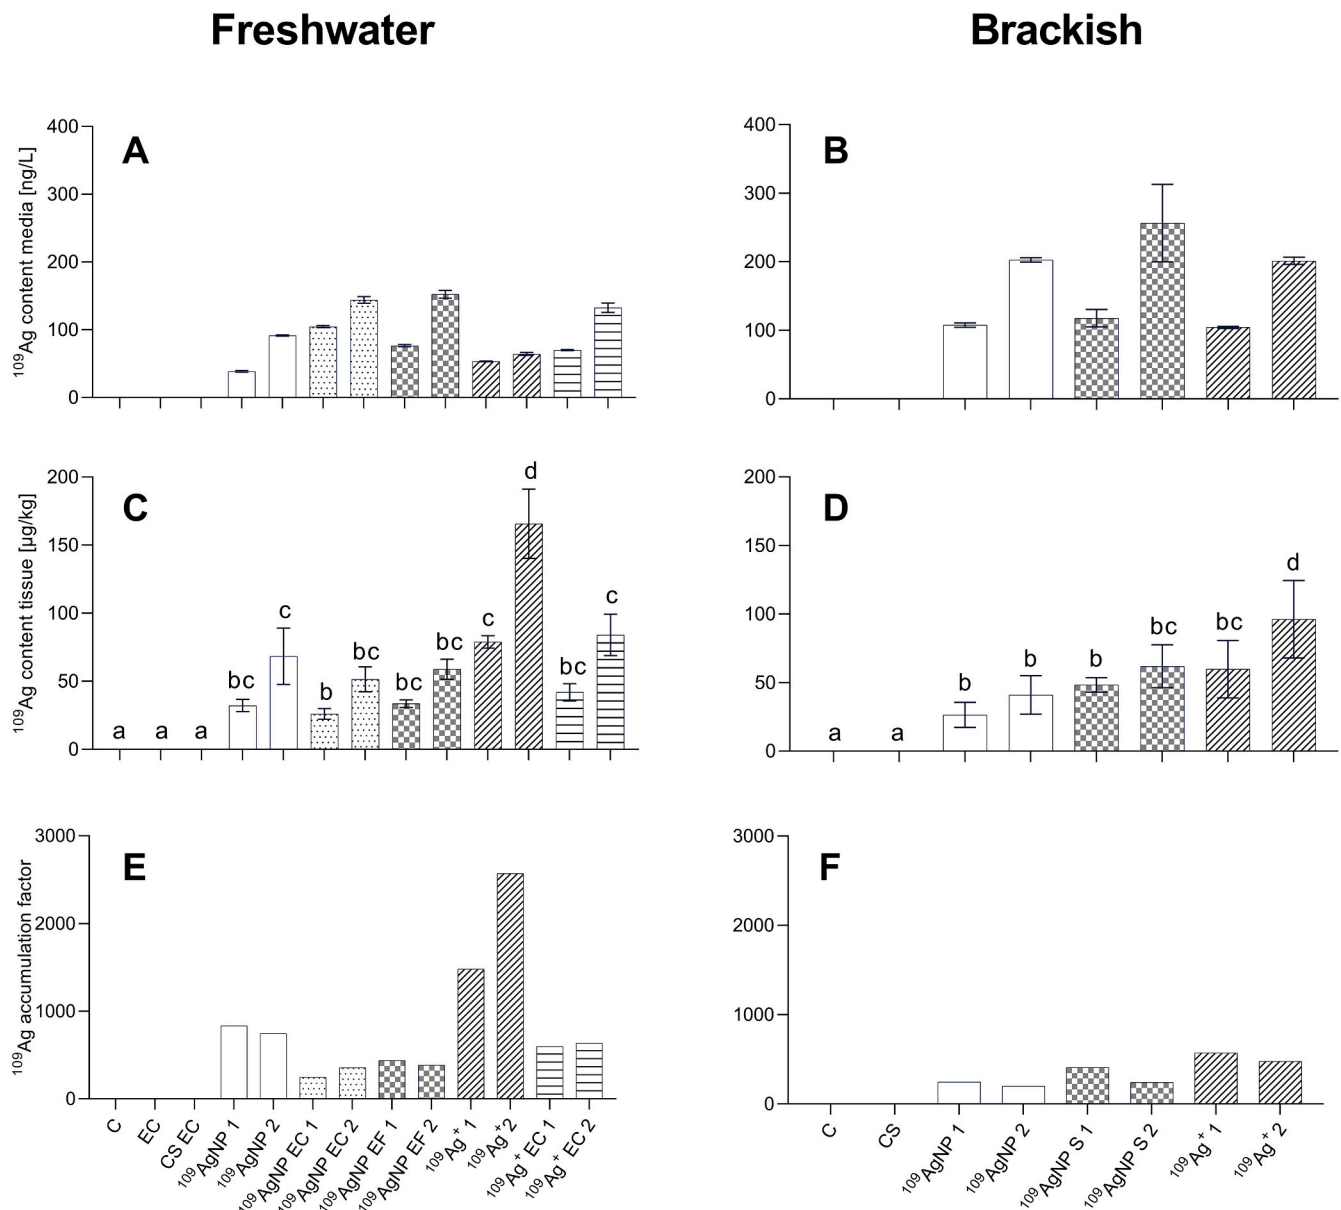 Freshwater
Brackish
A
¹⁰⁹Ag content media [ng/L]
400
300
200
100
0
B
400
300
200
100
0
C
¹⁰⁹Ag content tissue [µg/kg]
200
150
100
50
0
a a a bc c b bc bc bc c d bc c
D
200
150
100
50
0
a a b b b bc bc d
E
¹⁰⁹Ag accumulation factor
3000
2000
1000
0
C
EC
CS EC
¹⁰⁹AgNP 1
¹⁰⁹AgNP 2
¹⁰⁹AgNP EC 1
¹⁰⁹AgNP EC 2
¹⁰⁹AgNP EF 1
¹⁰⁹AgNP EF 2
¹⁰⁹Ag⁺ 1
¹⁰⁹Ag⁺2
¹⁰⁹Ag⁺ EC 1
¹⁰⁹Ag⁺ EC 2
F
3000
2000
1000
0
C
CS
¹⁰⁹AgNP 1
¹⁰⁹AgNP 2
¹⁰⁹AgNP S 1
¹⁰⁹AgNP S 2
¹⁰⁹Ag⁺ 1
¹⁰⁹Ag⁺ 2